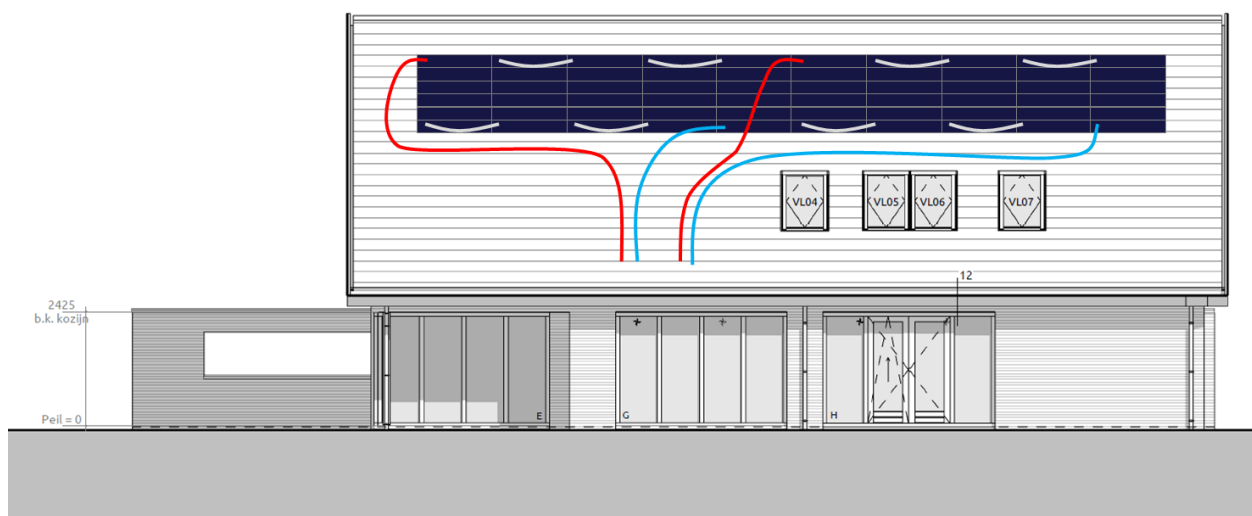 VL04
VL05
VL06
VL07
12
2425
b.k. kozijn
Peil = 0
E
G
H